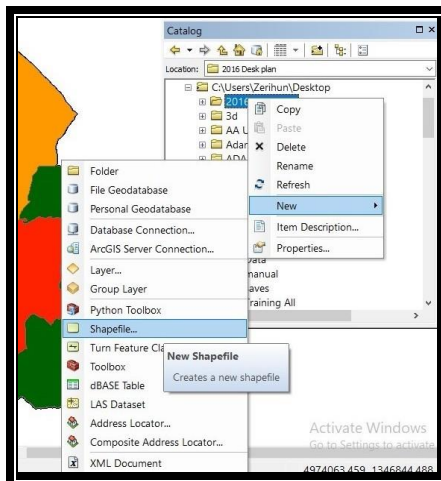 Catalog
Location: 2016 Desk plan
C:\Users\Zerihun\Desktop
2016
3d
AA U
Adar
ADA
Copy
Paste
Delete
Rename
Refresh
New
Item Description...
Properties...
Data
manual
aves
Training All
Folder
File Geodatabase
Personal Geodatabase
Database Connection...
ArcGIS Server Connection...
Layer...
Group Layer
Python Toolbox
Shapefile...
Turn Feature Cla
New Shapefile
Creates a new shapefile
Toolbox
dBASE Table
LAS Dataset
Address Locator...
Composite Address Locator...
XML Document
Activate Windows
Go to Settings to activate
4974063.459 1346844.488